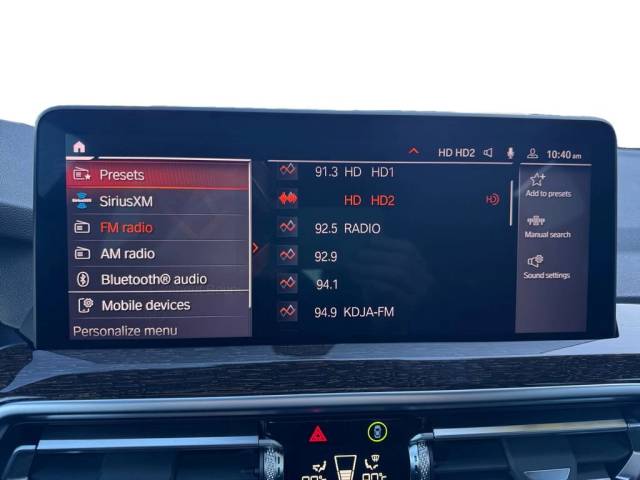 HD HD2 10:40 am
Presets
SiriusXM
FM radio
AM radio
Bluetooth® audio
Mobile devices
Personalize menu
91.3 HD HD1
HD HD2
92.5 RADIO
92.9
94.1
94.9 KDJA-FM
Add to presets
Manual search
Sound settings